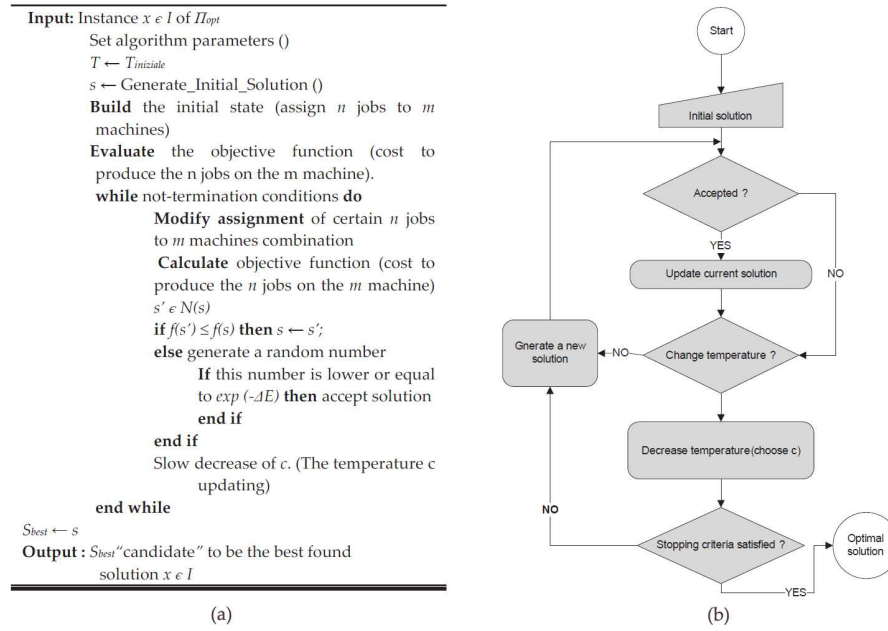 Input: Instance x ϵ I of Πopt
Set algorithm parameters ()
T ← Tiniziale
s ← Generate_Initial_Solution ()
Build the initial state (assign n jobs to m
machines)
Evaluate the objective function (cost to
produce the n jobs on the m machine).
while not-termination conditions do
Modify assignment of certain n jobs
to m machines combination
Calculate objective function (cost to
produce the n jobs on the m machine)
s' ϵ N(s)
if f(s') ≤ f(s) then s ← s';
else generate a random number
If this number is lower or equal
to exp (-ΔE) then accept solution
end if
end if
Slow decrease of c. (The temperature c
updating)
end while
Sbest ← s
Output : Sbest“candidate” to be the best found
solution x ϵ I
(a)
Start
Initial solution
Accepted ?
YES
NO
Update current solution
Gnerate a new
solution
NO
Change temperature ?
Decrease temperature(choose c)
NO
Stopping criteria satisfied ?
YES
Optimal
solution
(b)